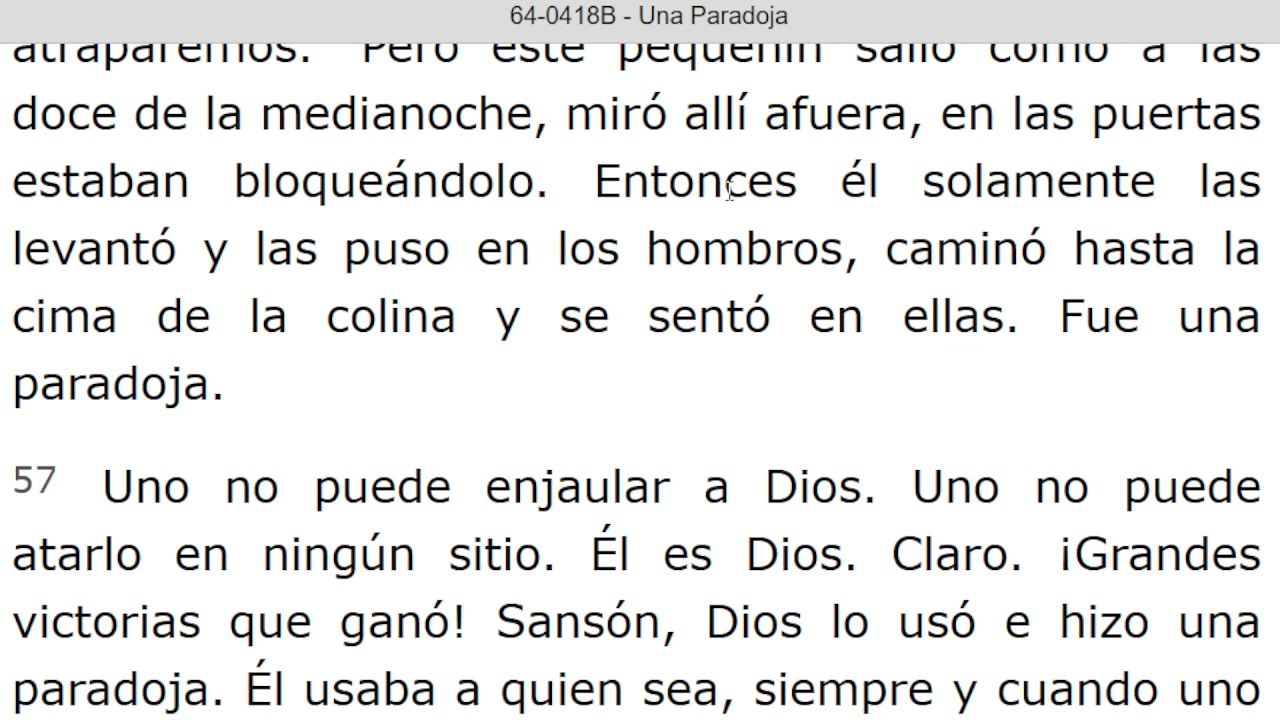 64-0418B - Una Paradoja
atraparemos. Pero este pequeñín salió como a las
doce de la medianoche, miró allí afuera, en las puertas
estaban bloqueándolo. Entonces él solamente las
levantó y las puso en los hombros, caminó hasta la
cima de la colina y se sentó en ellas. Fue una
paradoja.
57 Uno no puede enjaular a Dios. Uno no puede
atarlo en ningún sitio. Él es Dios. Claro. ¡Grandes
victorias que ganó! Sansón, Dios lo usó e hizo una
paradoja. Él usaba a quien sea, siempre y cuando uno